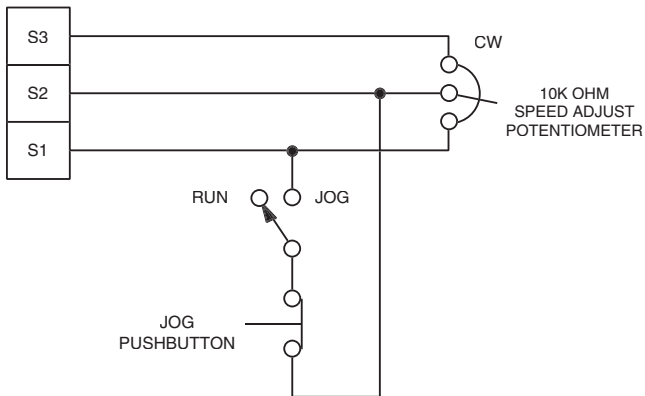 S3
CW
S2
10K OHM
SPEED ADJUST
POTENTIOMETER
S1
RUN
JOG
JOG
PUSHBUTTON